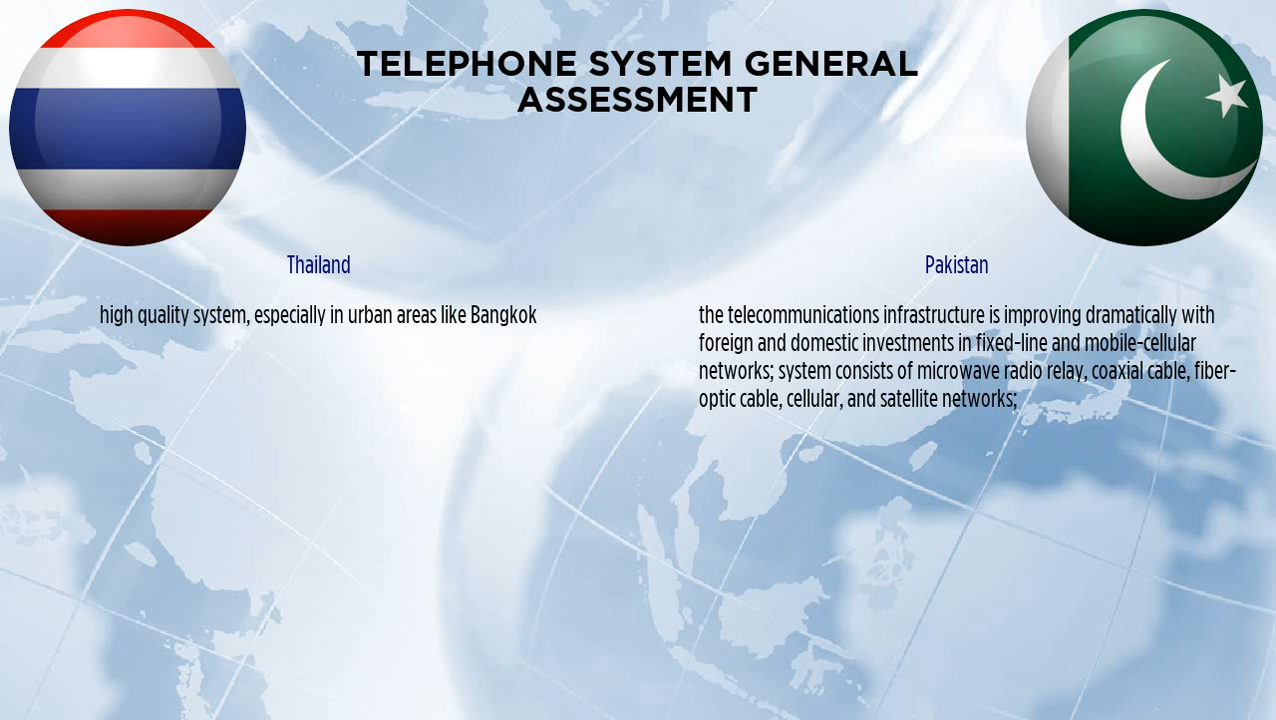 TELEPHONE SYSTEM GENERAL
ASSESSMENT
Thailand
high quality system, especially in urban areas like Bangkok
Pakistan
the telecommunications infrastructure is improving dramatically with
foreign and domestic investments in fixed-line and mobile-cellular
networks; system consists of microwave radio relay, coaxial cable, fiber-
optic cable, cellular, and satellite networks;